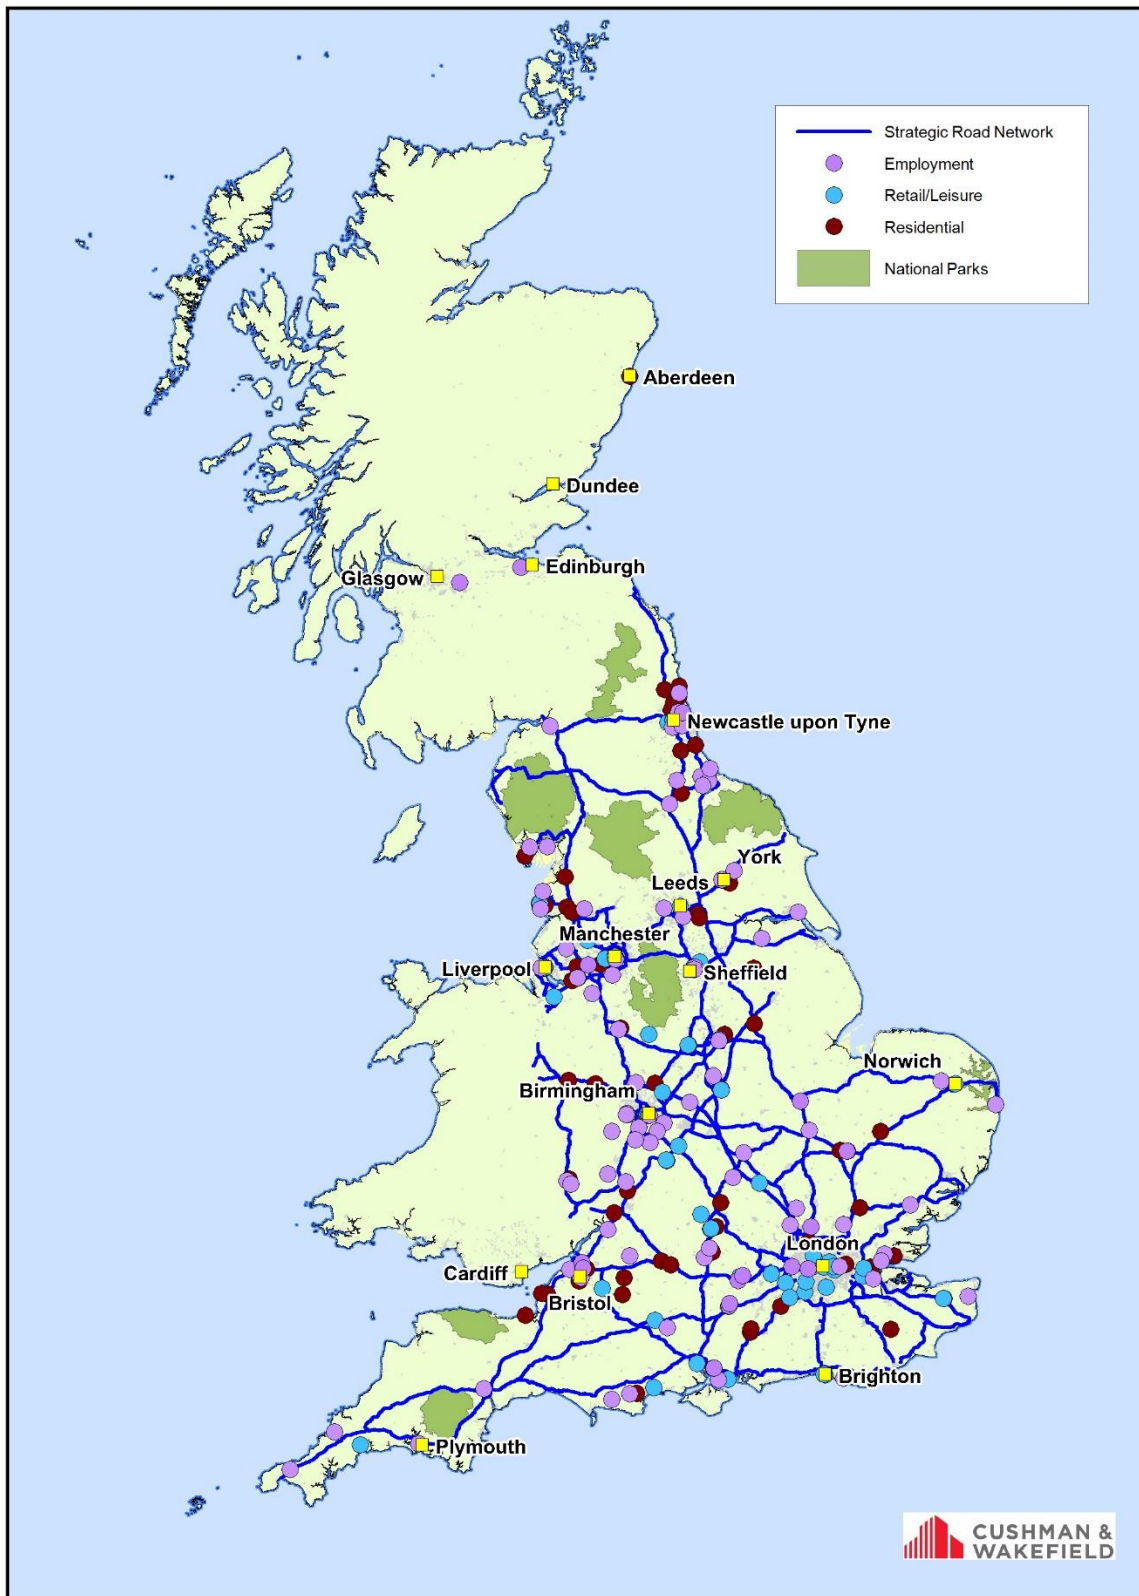 Strategic Road Network
Employment
Retail/Leisure
Residential
National Parks
Aberdeen
Dundee
Edinburgh
Glasgow
Newcastle upon Tyne
York
Leeds
Manchester
Liverpool
Sheffield
Norwich
Birmingham
London
Cardiff
Bristol
Brighton
Plymouth
CUSHMAN &
WAKEFIELD